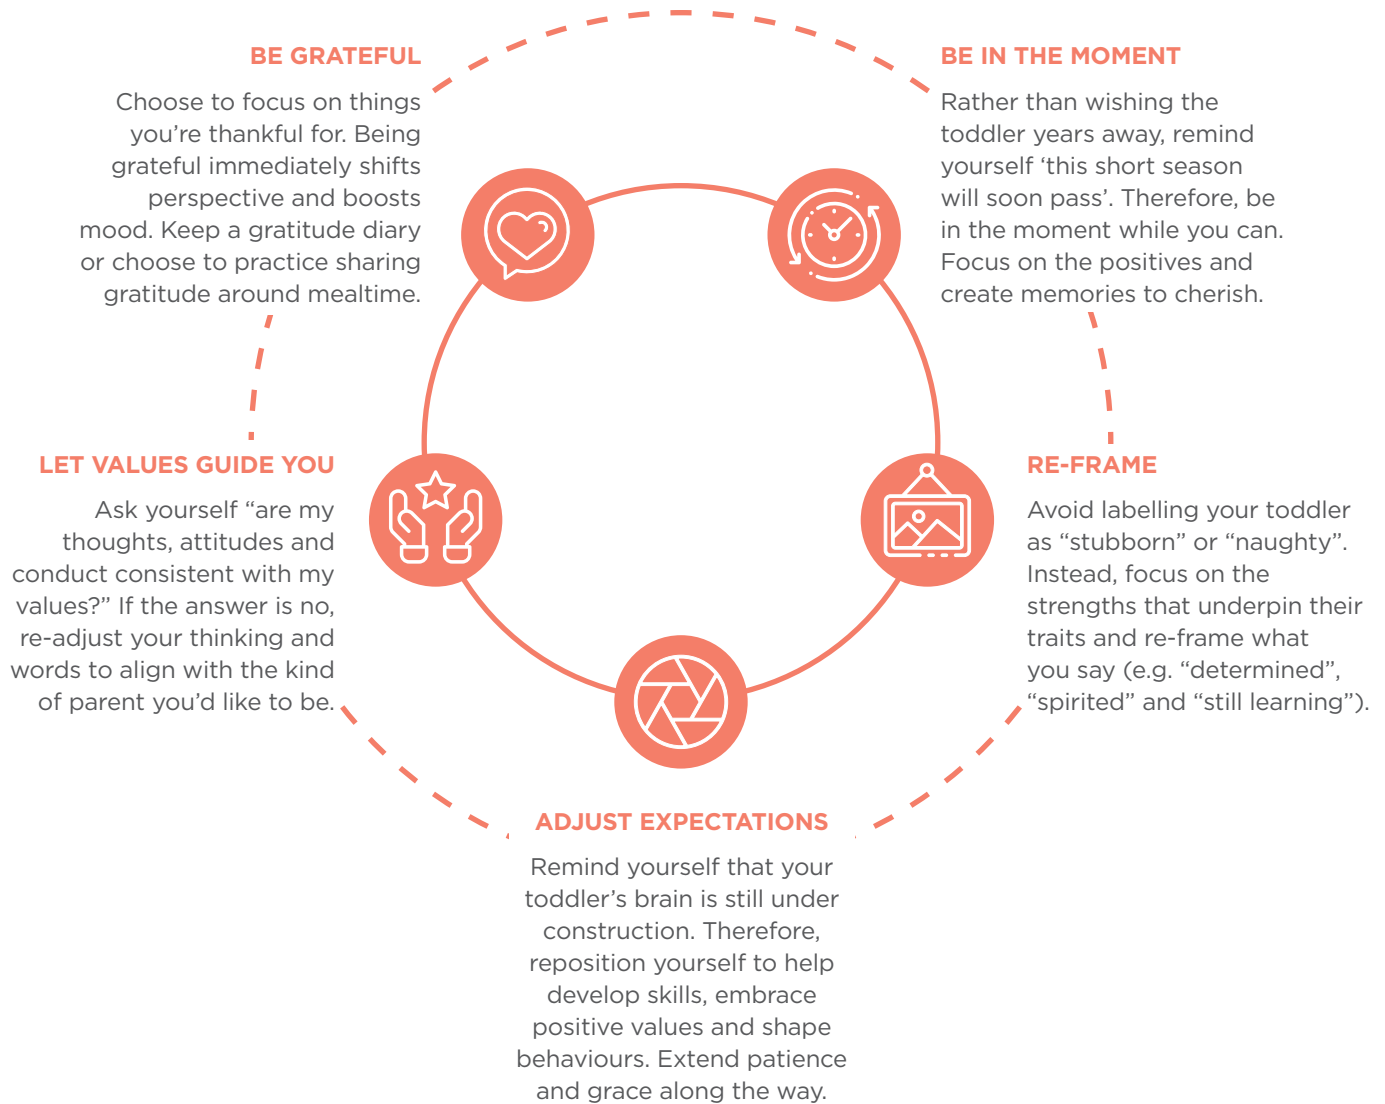 BE GRATEFUL
Choose to focus on things
you’re thankful for. Being
grateful immediately shifts
perspective and boosts
mood. Keep a gratitude diary
or choose to practice sharing
gratitude around mealtime.
BE IN THE MOMENT
Rather than wishing the
toddler years away, remind
yourself ‘this short season
will soon pass’. Therefore, be
in the moment while you can.
Focus on the positives and
create memories to cherish.
LET VALUES GUIDE YOU
Ask yourself “are my
thoughts, attitudes and
conduct consistent with my
values?” If the answer is no,
re-adjust your thinking and
words to align with the kind
of parent you’d like to be.
RE-FRAME
Avoid labelling your toddler
as “stubborn” or “naughty”.
Instead, focus on the
strengths that underpin their
traits and re-frame what
you say (e.g. “determined”,
“spirited” and “still learning”).
ADJUST EXPECTATIONS
Remind yourself that your
toddler’s brain is still under
construction. Therefore,
reposition yourself to help
develop skills, embrace
positive values and shape
behaviours. Extend patience
and grace along the way.